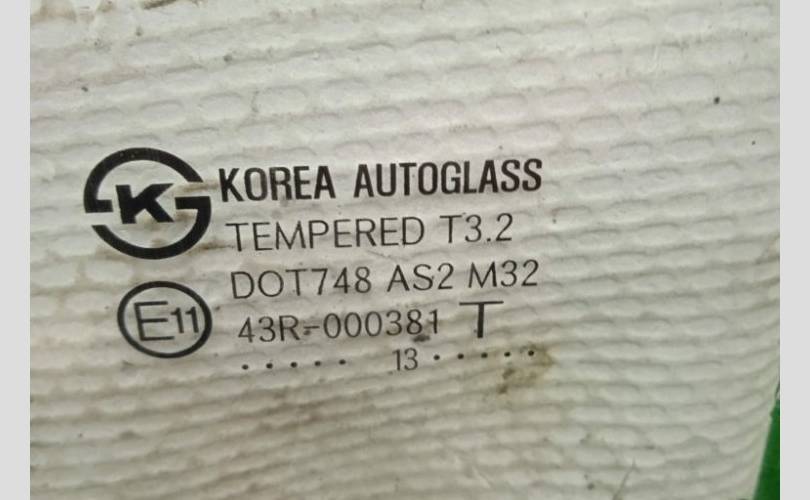 K KOREA AUTOGLASS
TEMPERED T3.2
DOT748 AS2 M32
E11 43R-000381 T
. . . . . 13 . . . . .